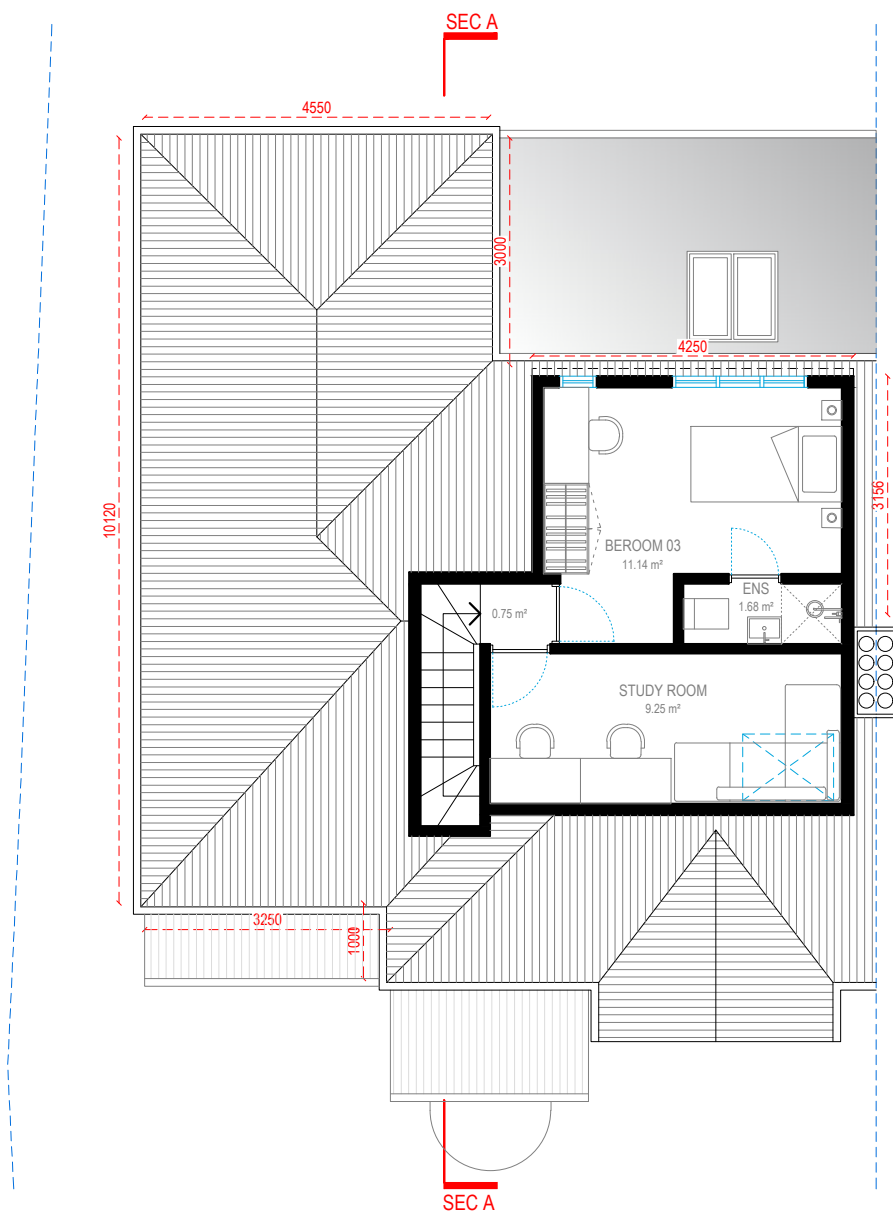 SEC A
4550
3000
4250
10120
3156
BEROOM 03
11.14 m²
ENS
1.68 m²
0.75 m²
STUDY ROOM
9.25 m²
3250
1000
SEC A